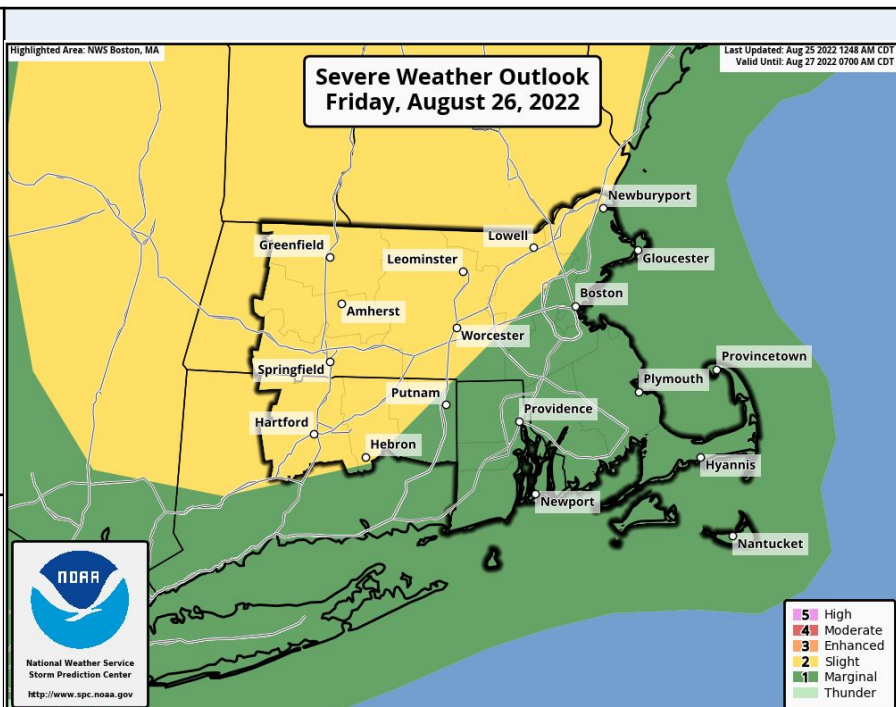 Highlighted Area: NWS Boston, MA
Last Updated: Aug 25 2022 1248 AM CDT
Valid Until: Aug 27 2022 0700 AM CDT
Severe Weather Outlook
Friday, August 26, 2022
Newburyport
Lowell
Greenfield
Leominster
Gloucester
Boston
Amherst
Worcester
Provincetown
Springfield
Plymouth
Putnam
Providence
Hartford
Hebron
Hyannis
Newport
Nantucket
NOAA
National Weather Service
Storm Prediction Center
http://www.spc.noaa.gov
5 High
4 Moderate
3 Enhanced
2 Slight
1 Marginal
Thunder